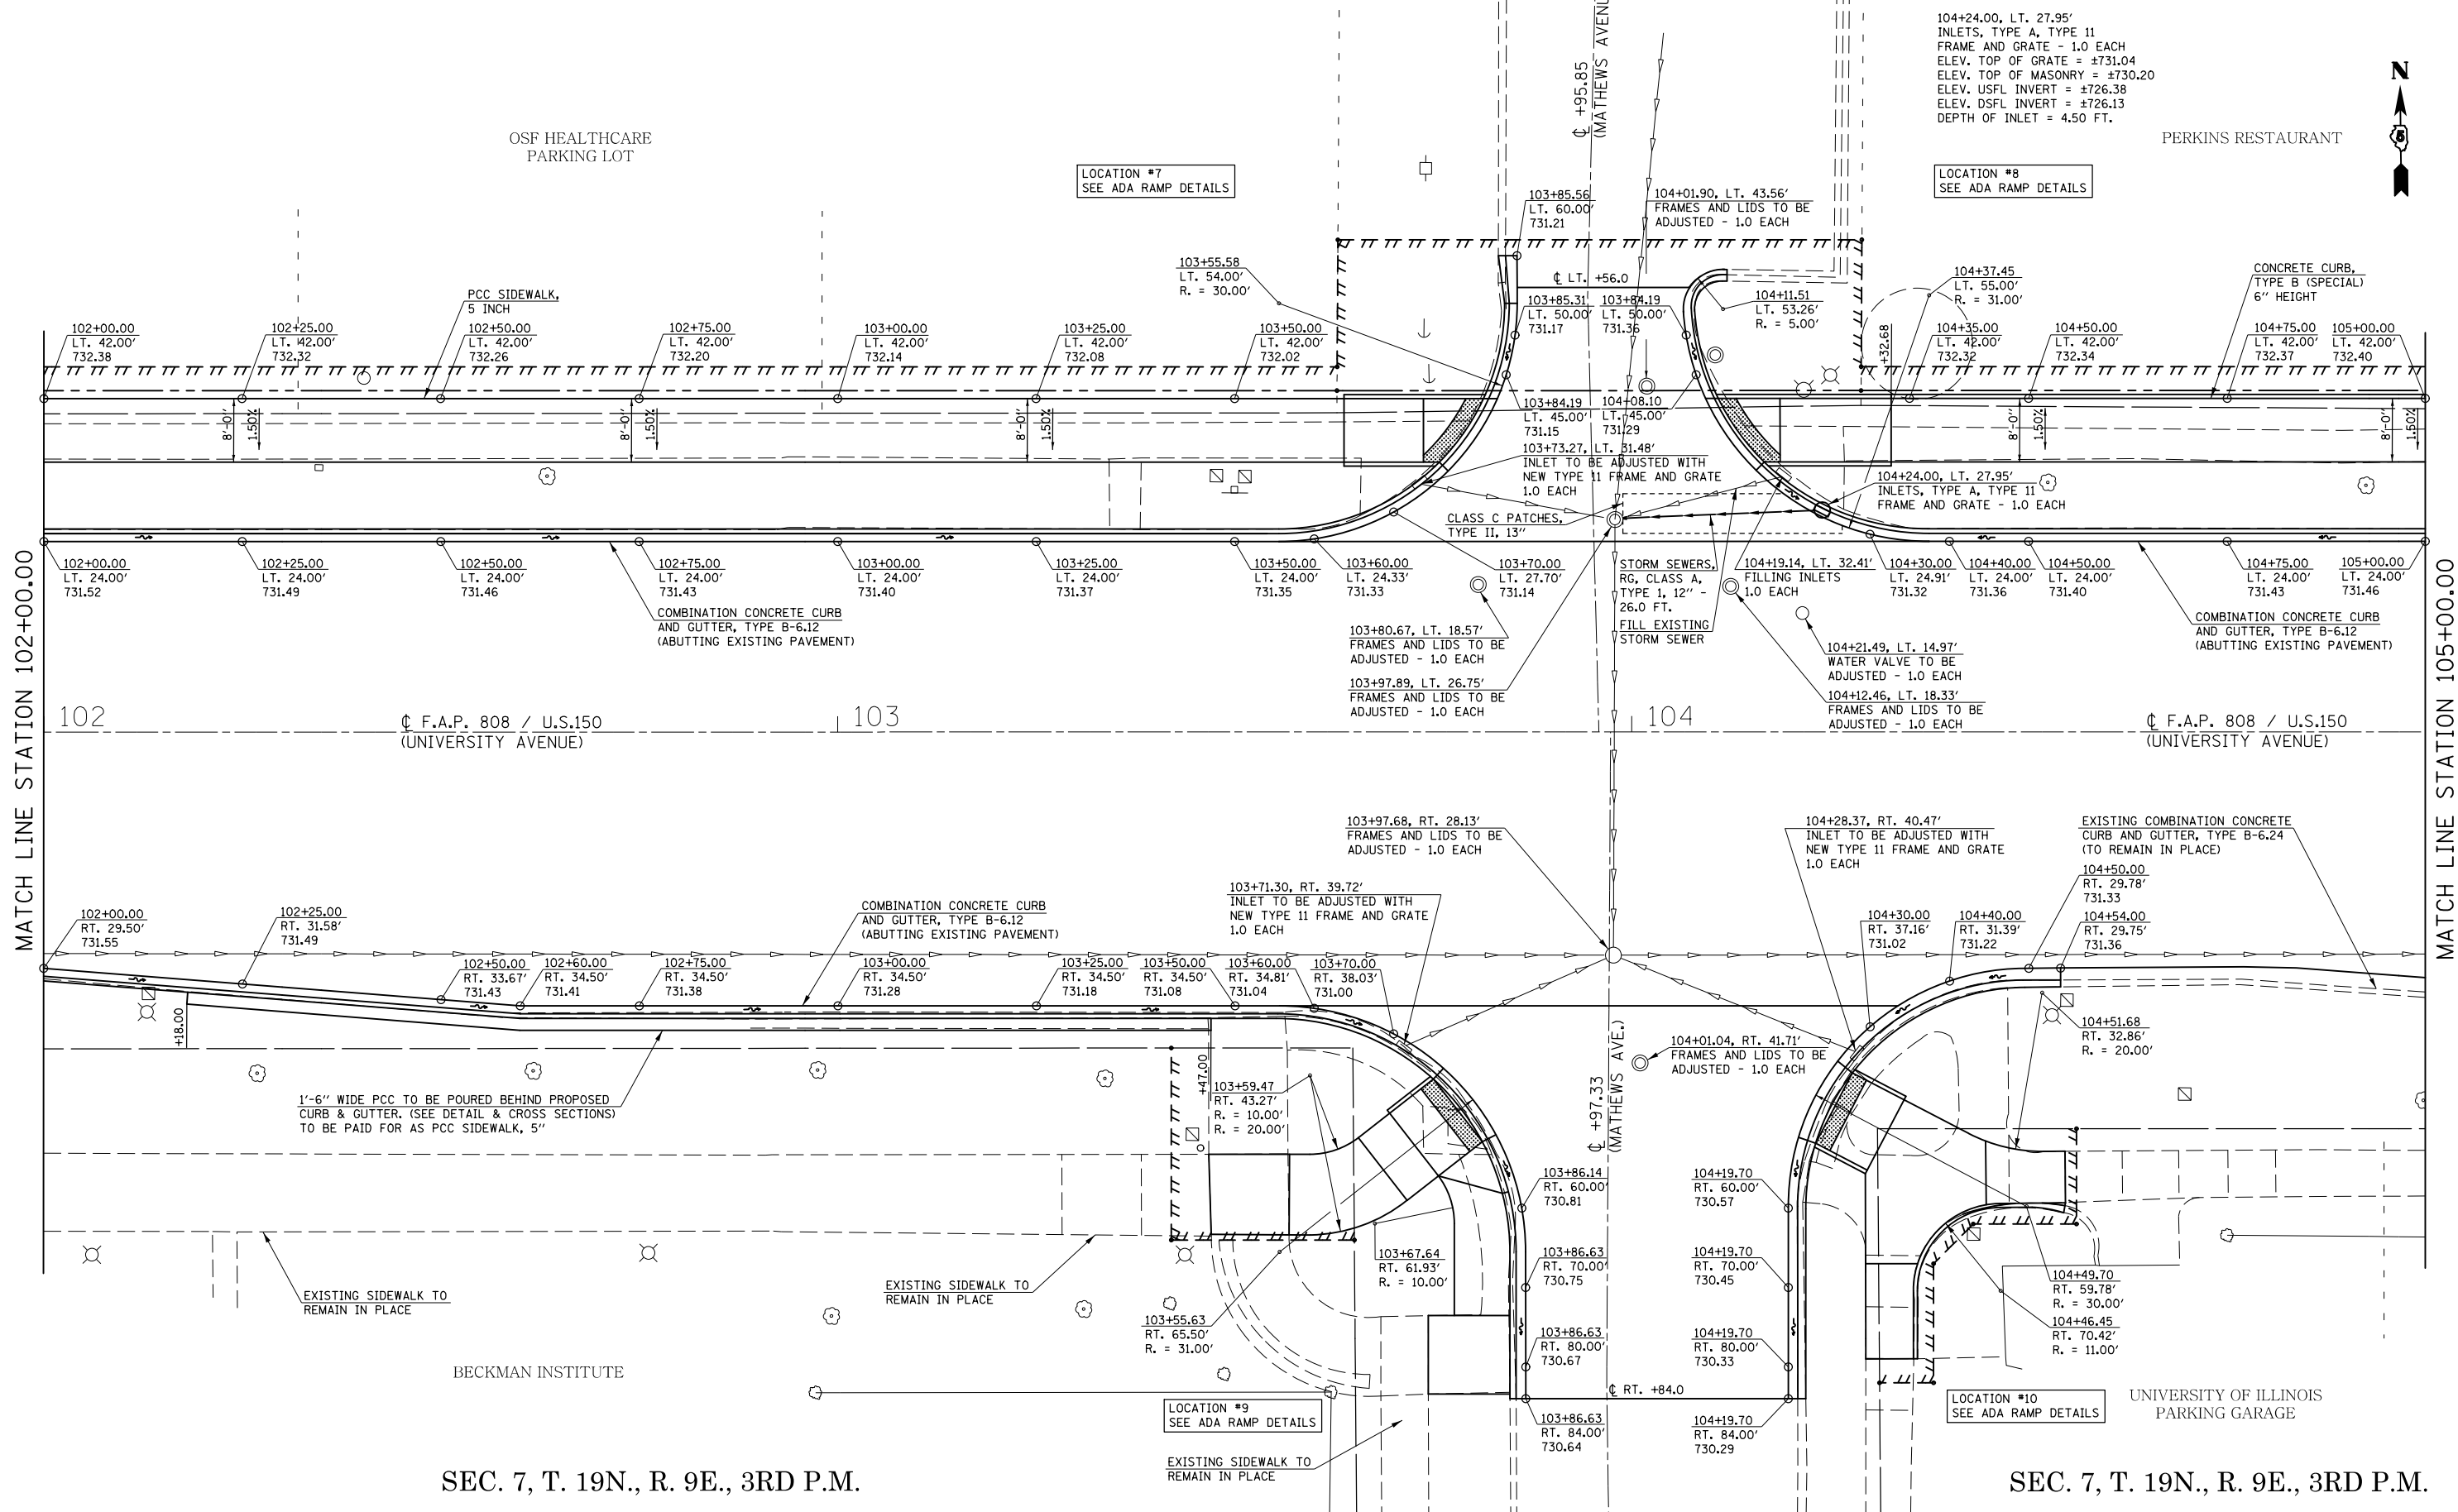 104+24.00, LT. 27.95'
INLETS, TYPE A, TYPE 11
FRAME AND GRATE - 1.0 EACH
ELEV. TOP OF GRATE = ±731.04
ELEV. TOP OF MASONRY = ±730.20
ELEV. USFL INVERT = ±726.38
ELEV. DSFL INVERT = ±726.13
DEPTH OF INLET = 4.50 FT.
N
℄ +95.85
(MATHEWS AVENU
OSF HEALTHCARE
PARKING LOT
PERKINS RESTAURANT
LOCATION #7
SEE ADA RAMP DETAILS
LOCATION #8
SEE ADA RAMP DETAILS
103+85.56
LT. 60.00'
731.21
104+01.90, LT. 43.56'
FRAMES AND LIDS TO BE
ADJUSTED - 1.0 EACH
103+55.58
LT. 54.00'
R. = 30.00'
℄ LT. +56.0
104+11.51
LT. 53.26'
R. = 5.00'
104+37.45
LT. 55.00'
R. = 31.00'
CONCRETE CURB,
TYPE B (SPECIAL)
6" HEIGHT
PCC SIDEWALK,
5 INCH
102+00.00
LT. 42.00'
732.38
102+25.00
LT. 42.00'
732.32
102+50.00
LT. 42.00'
732.26
102+75.00
LT. 42.00'
732.20
103+00.00
LT. 42.00'
732.14
103+25.00
LT. 42.00'
732.08
103+50.00
LT. 42.00'
732.02
103+85.31
LT. 50.00'
731.17
103+84.19
LT. 50.00'
731.36
+32.68
104+35.00
LT. 42.00'
732.32
104+50.00
LT. 42.00'
732.34
104+75.00
LT. 42.00'
732.37
105+00.00
LT. 42.00'
732.40
8'-0"
1.50%
8'-0"
1.50%
8'-0"
1.50%
8'-0"
1.50%
8'-0"
1.50%
103+84.19
LT. 45.00'
731.15
104+08.10
LT. 45.00'
731.29
103+73.27, LT. 31.48'
INLET TO BE ADJUSTED WITH
NEW TYPE 11 FRAME AND GRATE
1.0 EACH
104+24.00, LT. 27.95'
INLETS, TYPE A, TYPE 11
FRAME AND GRATE - 1.0 EACH
CLASS C PATCHES,
TYPE II, 13"
102+00.00
LT. 24.00'
731.52
102+25.00
LT. 24.00'
731.49
102+50.00
LT. 24.00'
731.46
102+75.00
LT. 24.00'
731.43
103+00.00
LT. 24.00'
731.40
103+25.00
LT. 24.00'
731.37
103+50.00
LT. 24.00'
731.35
103+60.00
LT. 24.33'
731.33
103+70.00
LT. 27.70'
731.14
STORM SEWERS,
RG, CLASS A,
TYPE 1, 12" -
26.0 FT.
FILL EXISTING
STORM SEWER
104+19.14, LT. 32.41'
FILLING INLETS
1.0 EACH
104+30.00
LT. 24.91'
731.32
104+40.00
LT. 24.00'
731.36
104+50.00
LT. 24.00'
731.40
104+75.00
LT. 24.00'
731.43
105+00.00
LT. 24.00'
731.46
COMBINATION CONCRETE CURB
AND GUTTER, TYPE B-6.12
(ABUTTING EXISTING PAVEMENT)
103+80.67, LT. 18.57'
FRAMES AND LIDS TO BE
ADJUSTED - 1.0 EACH
103+97.89, LT. 26.75'
FRAMES AND LIDS TO BE
ADJUSTED - 1.0 EACH
104+21.49, LT. 14.97'
WATER VALVE TO BE
ADJUSTED - 1.0 EACH
104+12.46, LT. 18.33'
FRAMES AND LIDS TO BE
ADJUSTED - 1.0 EACH
COMBINATION CONCRETE CURB
AND GUTTER, TYPE B-6.12
(ABUTTING EXISTING PAVEMENT)
MATCH LINE STATION 102+00.00
MATCH LINE STATION 105+00.00
102
℄ F.A.P. 808 / U.S.150
(UNIVERSITY AVENUE)
103
104
℄ F.A.P. 808 / U.S.150
(UNIVERSITY AVENUE)
103+97.68, RT. 28.13'
FRAMES AND LIDS TO BE
ADJUSTED - 1.0 EACH
104+28.37, RT. 40.47'
INLET TO BE ADJUSTED WITH
NEW TYPE 11 FRAME AND GRATE
1.0 EACH
EXISTING COMBINATION CONCRETE
CURB AND GUTTER, TYPE B-6.24
(TO REMAIN IN PLACE)
103+71.30, RT. 39.72'
INLET TO BE ADJUSTED WITH
NEW TYPE 11 FRAME AND GRATE
1.0 EACH
COMBINATION CONCRETE CURB
AND GUTTER, TYPE B-6.12
(ABUTTING EXISTING PAVEMENT)
102+00.00
RT. 29.50'
731.55
102+25.00
RT. 31.58'
731.49
102+50.00
RT. 33.67'
731.43
102+60.00
RT. 34.50'
731.41
102+75.00
RT. 34.50'
731.38
103+00.00
RT. 34.50'
731.28
103+25.00
RT. 34.50'
731.18
103+50.00
RT. 34.50'
731.08
103+60.00
RT. 34.81'
731.04
103+70.00
RT. 38.03'
731.00
104+30.00
RT. 37.16'
731.02
104+40.00
RT. 31.39'
731.22
104+50.00
RT. 29.78'
731.33
104+54.00
RT. 29.75'
731.36
+18.00
104+51.68
RT. 32.86'
R. = 20.00'
104+01.04, RT. 41.71'
FRAMES AND LIDS TO BE
ADJUSTED - 1.0 EACH
℄ +97.33
(MATHEWS AVE.)
+47.00
103+59.47
RT. 43.27'
R. = 10.00'
R. = 20.00'
1'-6" WIDE PCC TO BE POURED BEHIND PROPOSED
CURB & GUTTER. (SEE DETAIL & CROSS SECTIONS)
TO BE PAID FOR AS PCC SIDEWALK, 5"
103+86.14
RT. 60.00'
730.81
104+19.70
RT. 60.00'
730.57
103+67.64
RT. 61.93'
R. = 10.00'
103+86.63
RT. 70.00'
730.75
104+19.70
RT. 70.00'
730.45
104+49.70
RT. 59.78'
R. = 30.00'
EXISTING SIDEWALK TO
REMAIN IN PLACE
EXISTING SIDEWALK TO
REMAIN IN PLACE
103+55.63
RT. 65.50'
R. = 31.00'
103+86.63
RT. 80.00'
730.67
104+19.70
RT. 80.00'
730.33
104+46.45
RT. 70.42'
R. = 11.00'
BECKMAN INSTITUTE
℄ RT. +84.0
LOCATION #9
SEE ADA RAMP DETAILS
103+86.63
RT. 84.00'
730.64
104+19.70
RT. 84.00'
730.29
LOCATION #10
SEE ADA RAMP DETAILS
UNIVERSITY OF ILLINOIS
PARKING GARAGE
EXISTING SIDEWALK TO
REMAIN IN PLACE
SEC. 7, T. 19N., R. 9E., 3RD P.M.
SEC. 7, T. 19N., R. 9E., 3RD P.M.